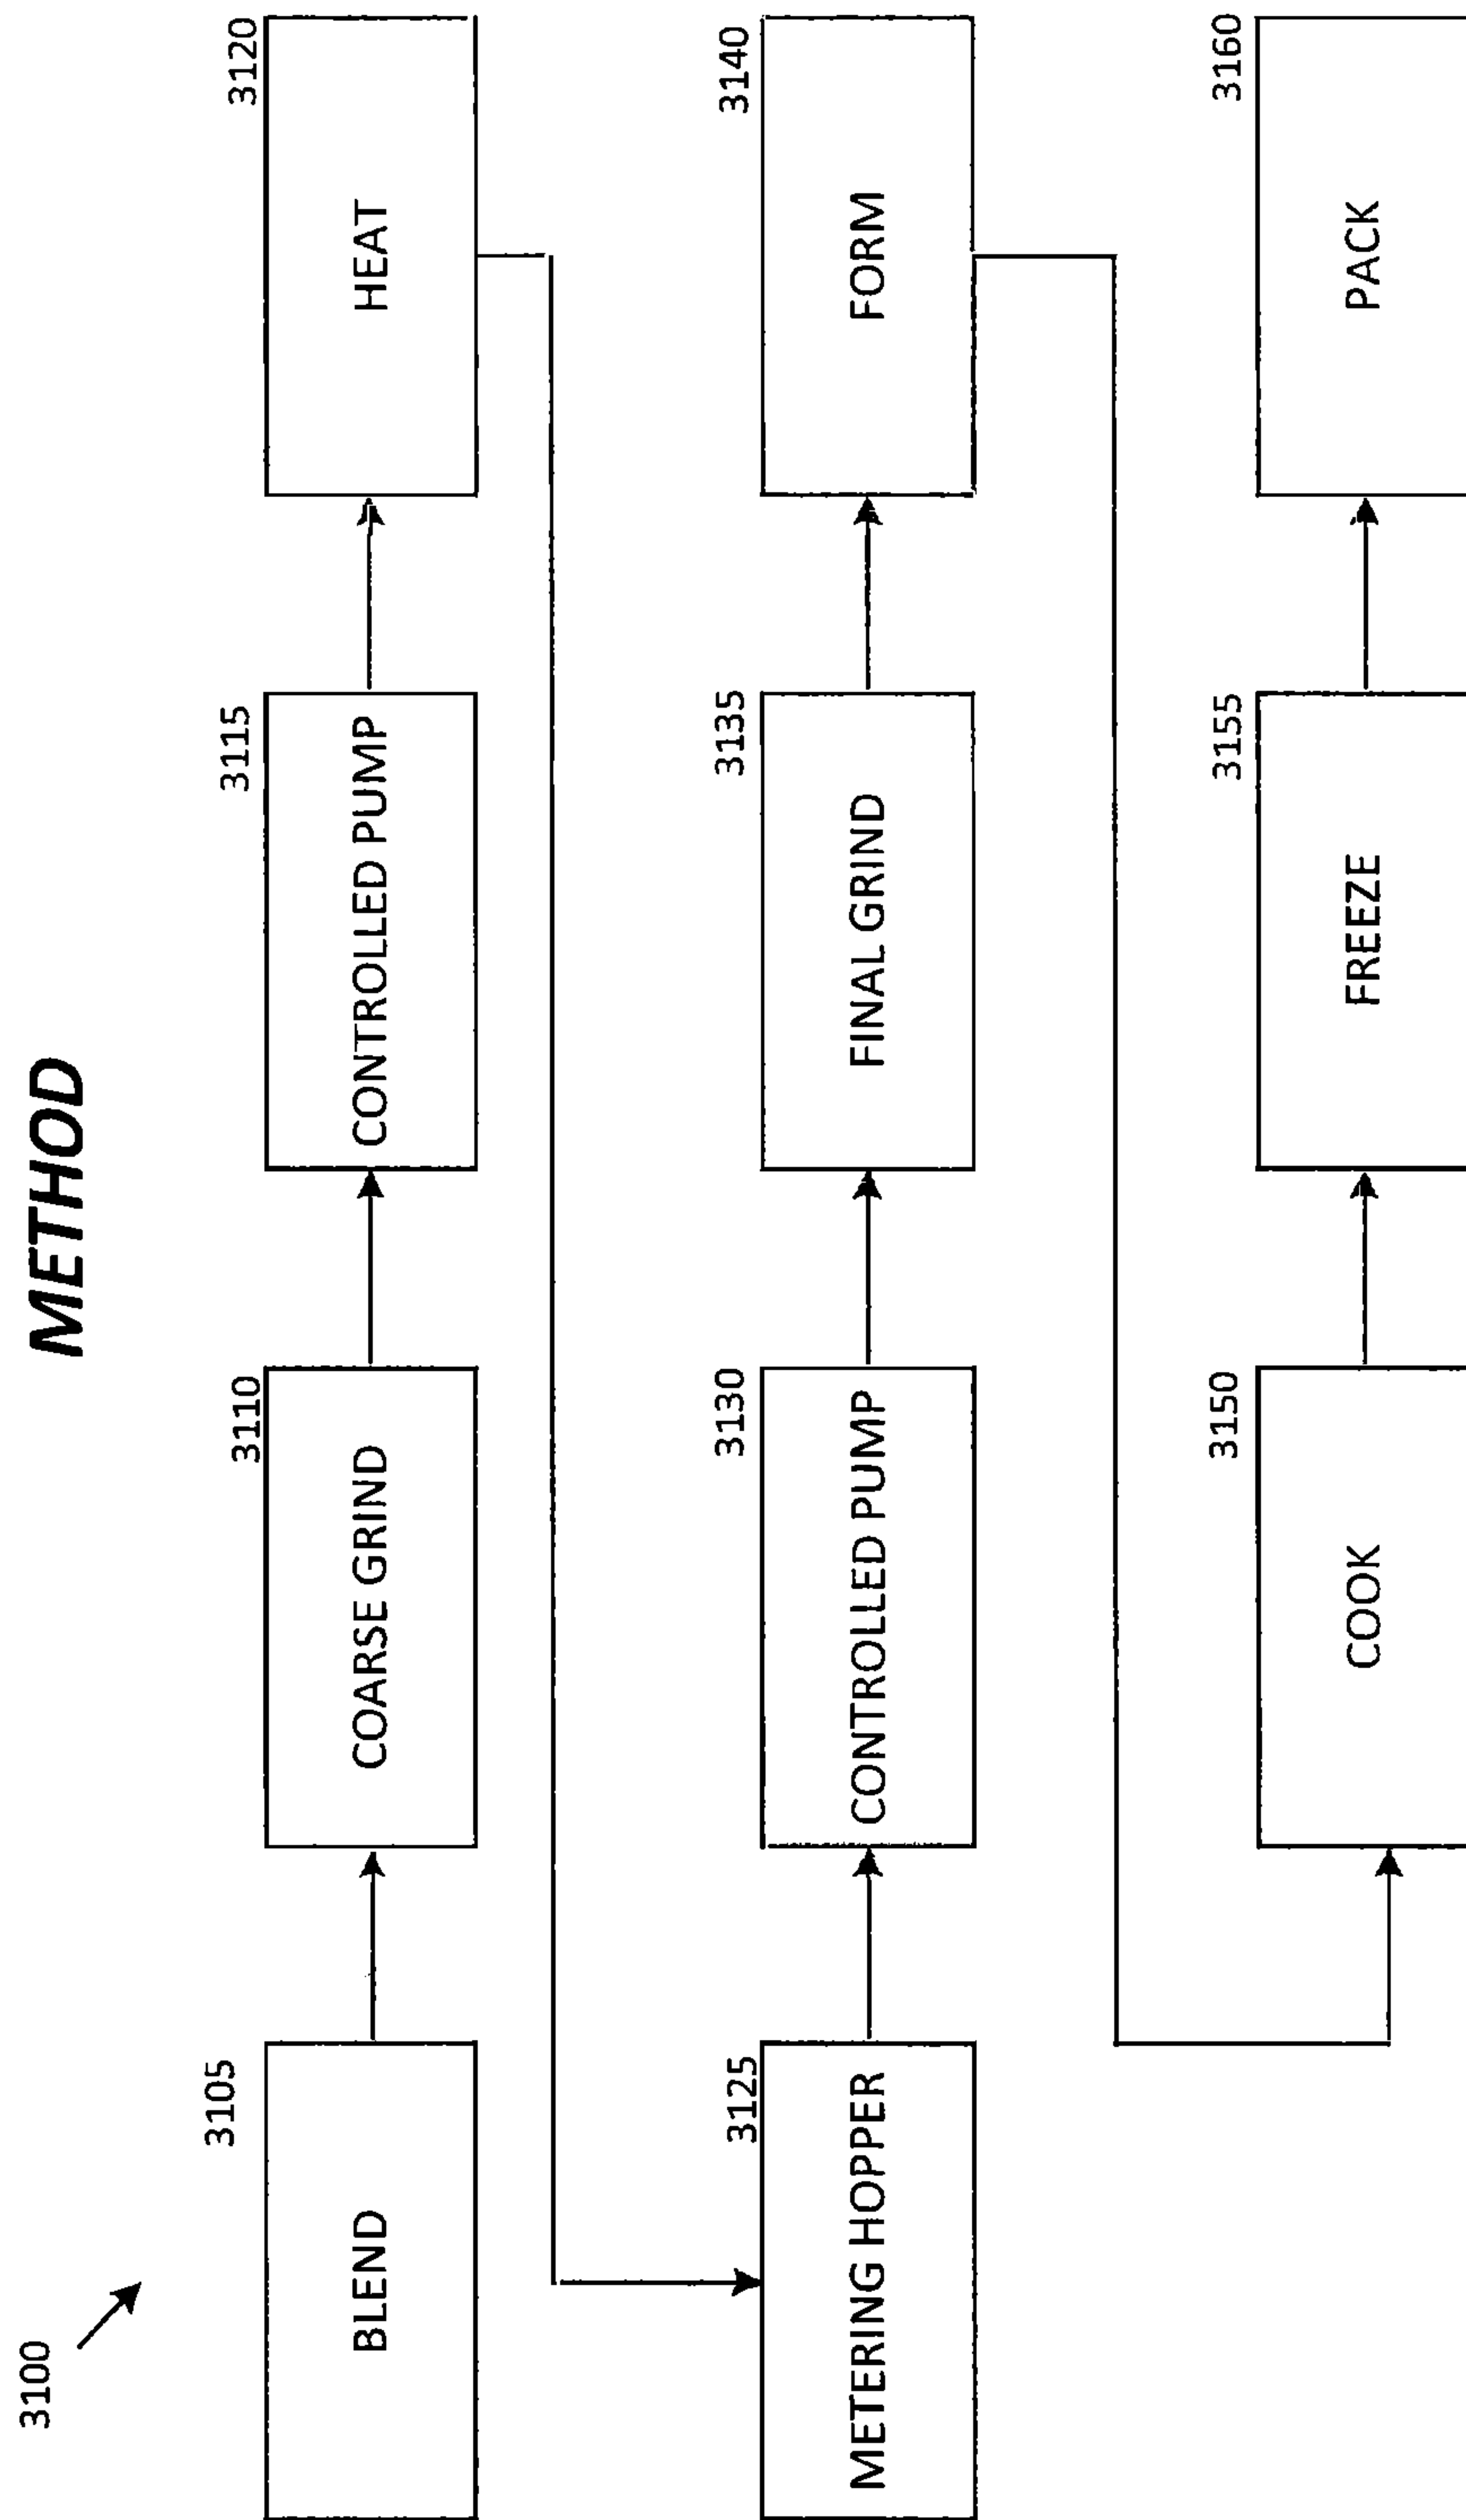 METHOD
3100
3105
BLEND
3110
COARSE GRIND
3115
CONTROLLED PUMP
3120
HEAT
3125
METERING HOPPER
3130
CONTROLLED PUMP
3135
FINAL GRIND
3140
FORM
3150
COOK
3155
FREEZE
3160
PACK